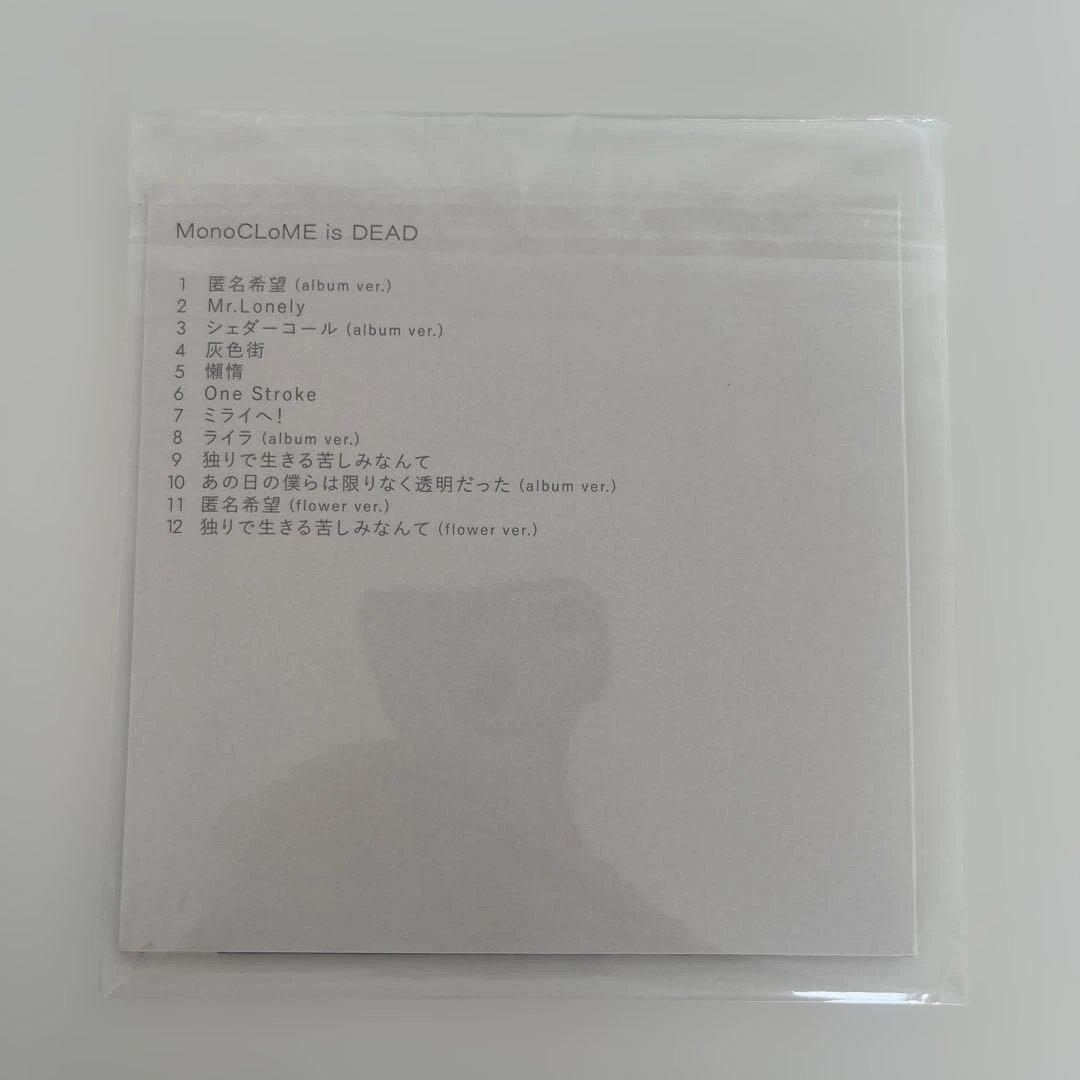 MonoCLoME is DEAD
1 匿名希望 (album ver.)
2 Mr.Lonely
3 シェダーコール (album ver.)
4 灰色街
5 懶惰
6 One Stroke
7 ミライへ!
8 ライラ (album ver.)
9 独りで生きる苦しみなんて
10 あの日の僕らは限りなく透明だった (album ver.)
11 匿名希望 (flower ver.)
12 独りで生きる苦しみなんて (flower ver.)